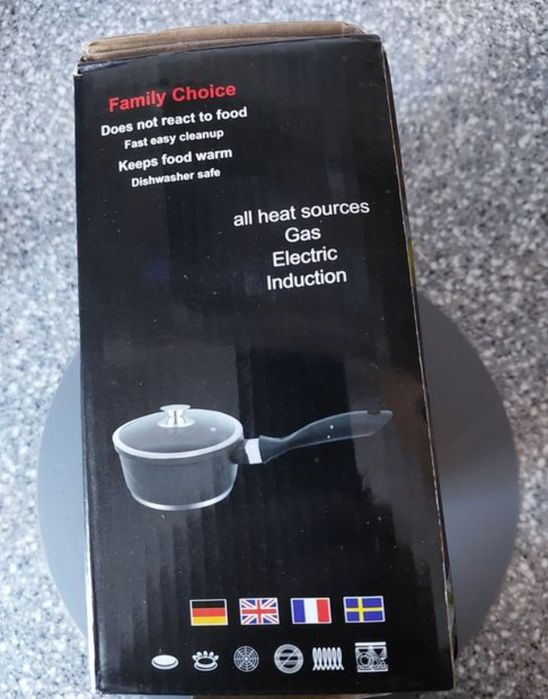 Family Choice
Does not react to food
Fast easy cleanup
Keeps food warm
Dishwasher safe
all heat sources
Gas
Electric
Induction